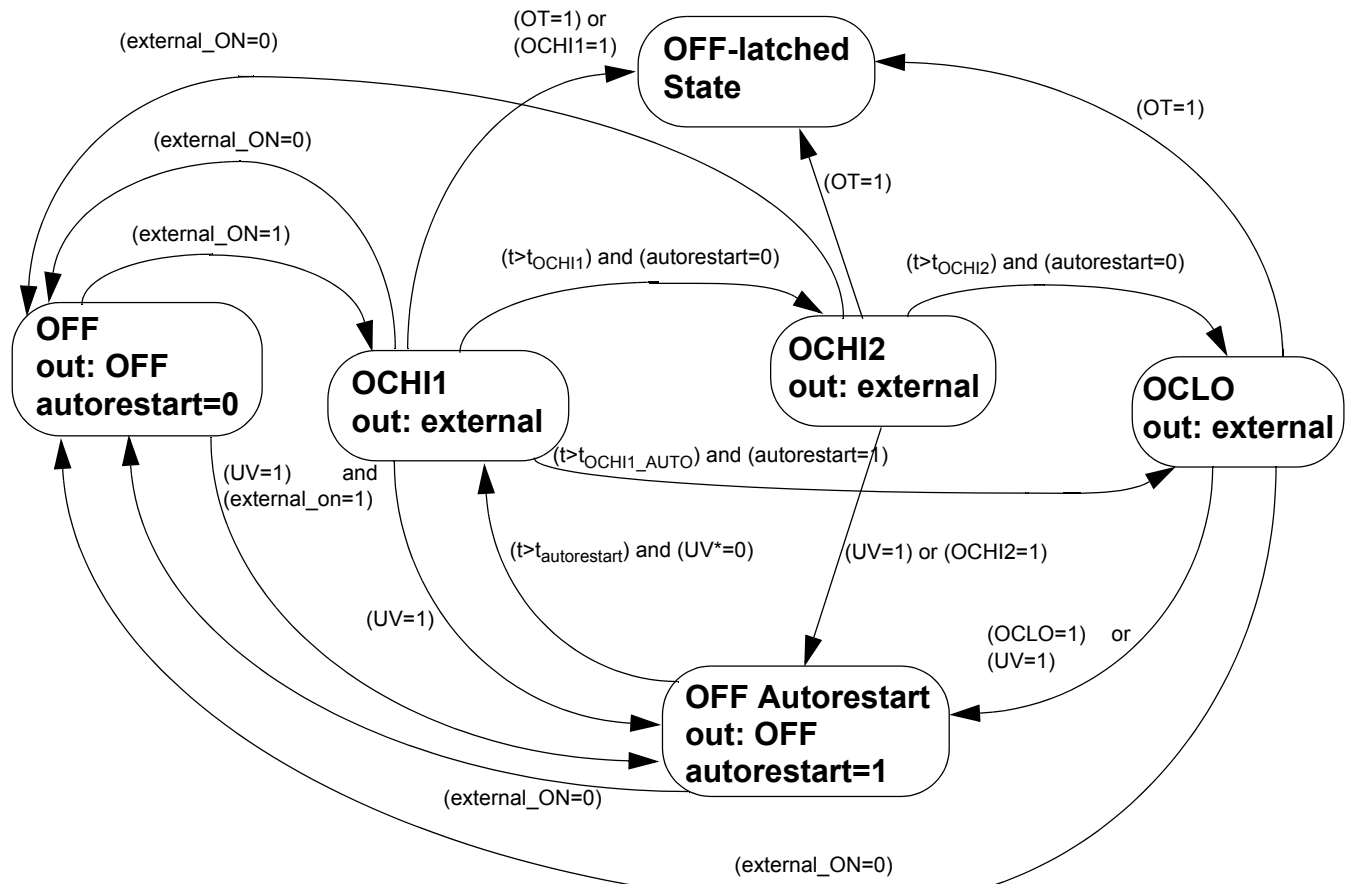 (external_ON=0)
(OT=1) or
(OCHI1=1)
OFF-latched
State
(OT=1)
(external_ON=0)
(OT=1)
(external_ON=1)
(t>tOCHI1) and (autorestart=0)
(t>tOCHI2) and (autorestart=0)
OFF
out: OFF
autorestart=0
OCHI1
out: external
OCHI2
out: external
OCLO
out: external
(UV=1) and
(external_on=1)
(t>tOCHI1_AUTO) and (autorestart=1)
(t>tautorestart) and (UV*=0)
(UV=1) or (OCHI2=1)
(UV=1)
(OCLO=1) or
(UV=1)
OFF Autorestart
out: OFF
autorestart=1
(external_ON=0)
(external_ON=0)